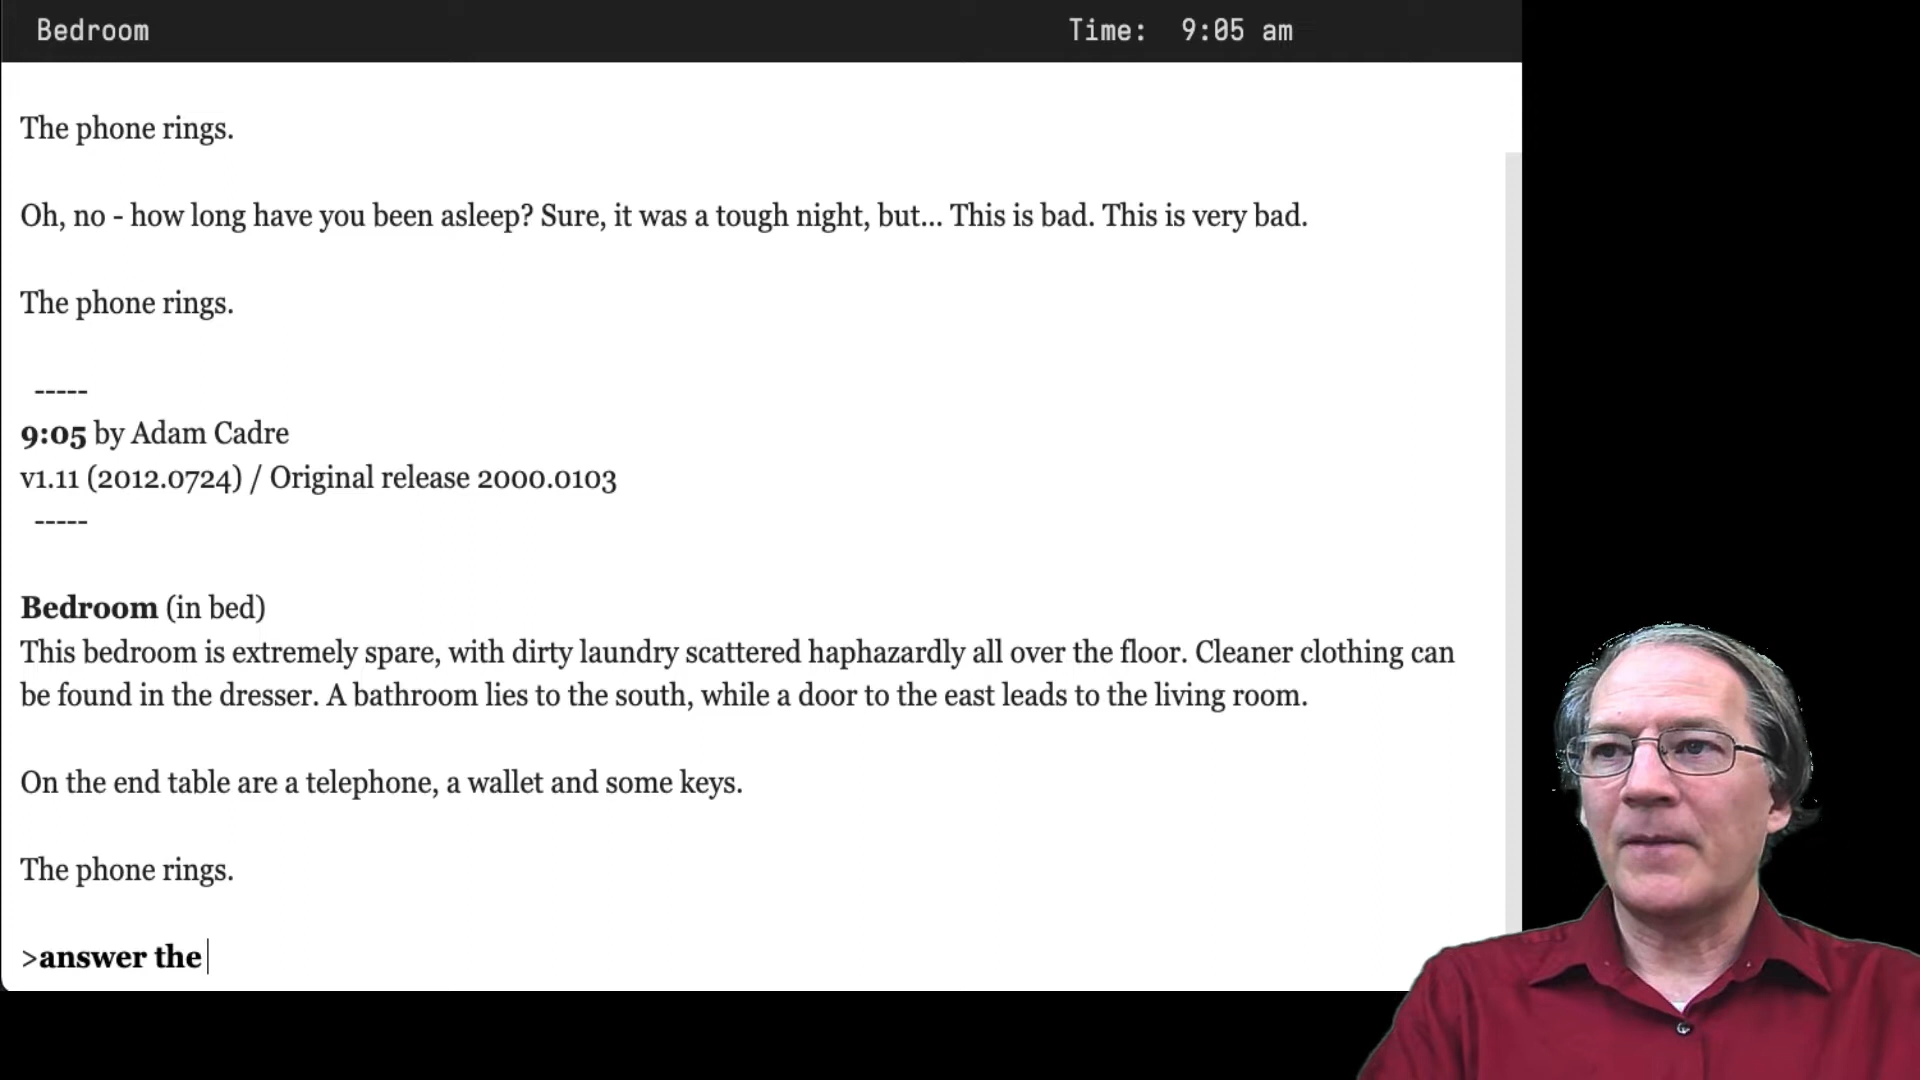 Bedroom Time: 9:05 am
The phone rings.
Oh, no - how long have you been asleep? Sure, it was a tough night, but... This is bad. This is very bad.
The phone rings.
-----
9:05 by Adam Cadre
v1.11 (2012.0724) / Original release 2000.0103
-----
Bedroom (in bed)
This bedroom is extremely spare, with dirty laundry scattered haphazardly all over the floor. Cleaner clothing can
be found in the dresser. A bathroom lies to the south, while a door to the east leads to the living room.
On the end table are a telephone, a wallet and some keys.
The phone rings.
>answer the